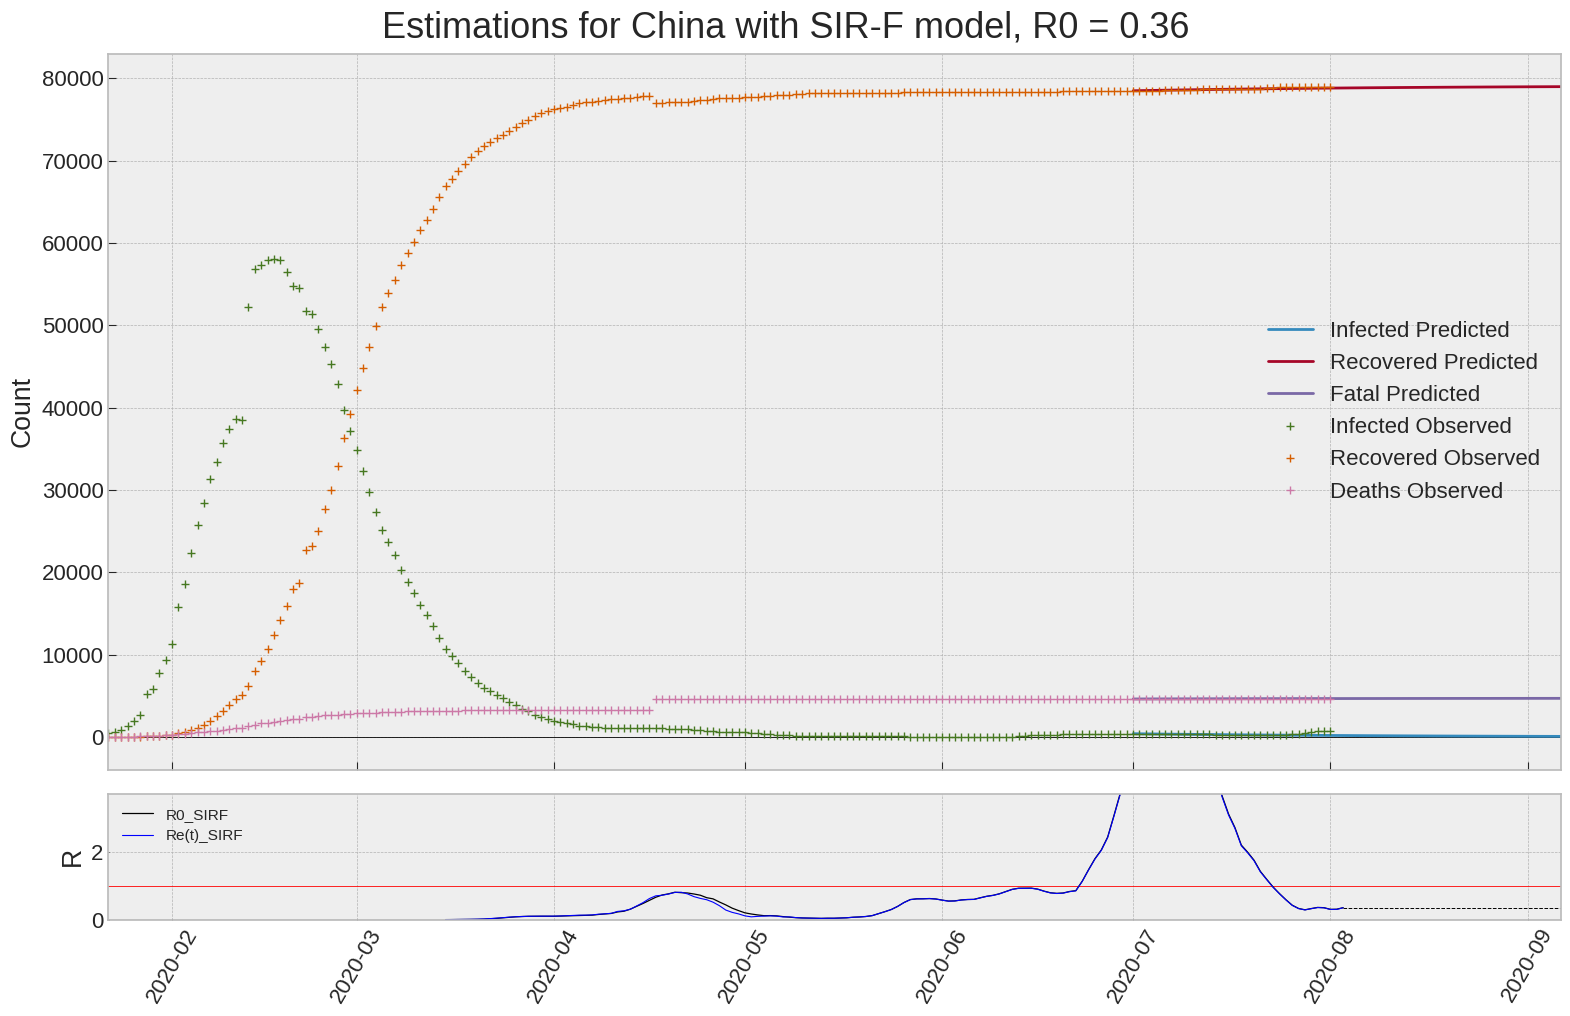 Estimations for China with SIR-F model, R0 = 0.36
80000
70000
60000
50000
40000
30000
20000
10000
0
Count
Infected Predicted
Recovered Predicted
Fatal Predicted
Infected Observed
Recovered Observed
Deaths Observed
R0_SIRF
Re(t)_SIRF
2
0
R
2020-02
2020-03
2020-04
2020-05
2020-06
2020-07
2020-08
2020-09